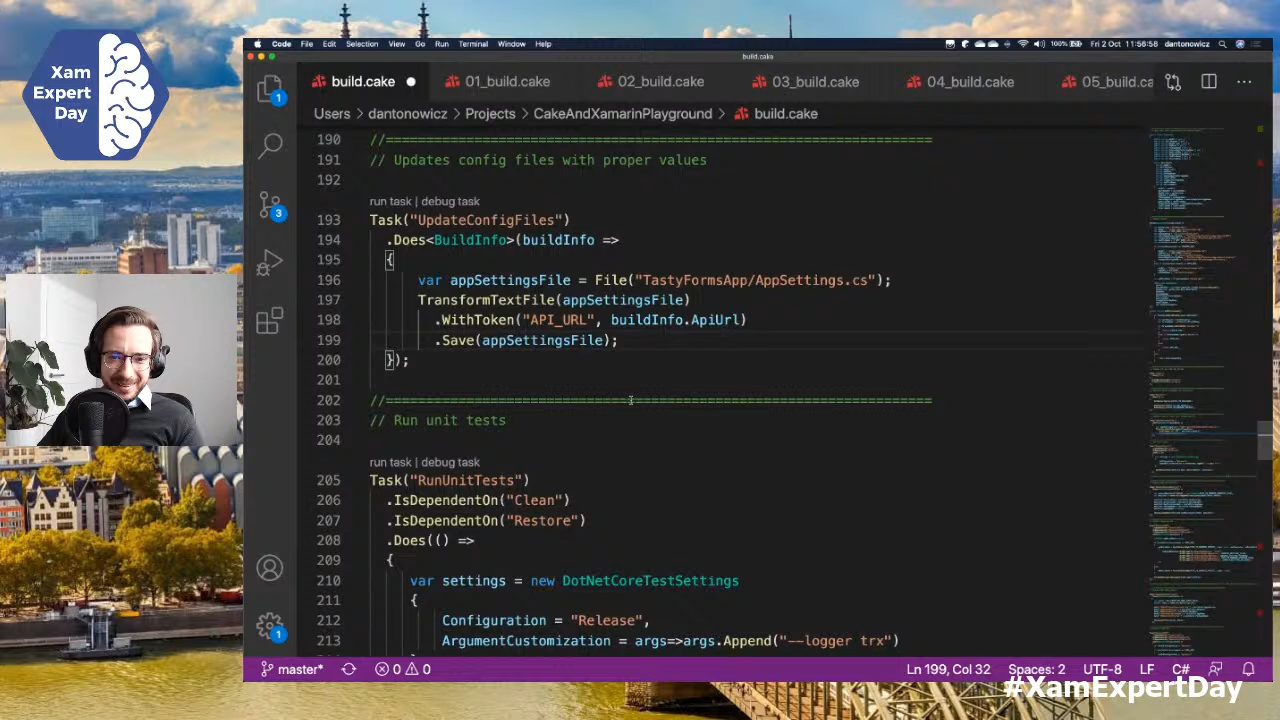 Xam
Expert
Day
Code File Edit Selection View Go Run Terminal Window Help
100% Fri 2 Oct 11:56:58 dantonowicz
build.cake
build.cake 01_build.cake 02_build.cake 03_build.cake 04_build.cake 05_build.ca
Users > dantonowicz > Projects > CakeAndXamarinPlayground > build.cake
190 //
191 // Updates config files with proper values
192
run task | debug task
193 Task("UpdateConfigFiles")
194 .Does<BuildInfo>(buildInfo =>
195 {
196 var appSettingsFile = File("TastyFormsApp/AppSettings.cs");
197 TransformTextFile(appSettingsFile)
198 .WithToken("API_URL", buildInfo.ApiUrl)
199 .Save(appSettingsFile);
200 });
201
202 //
203 // Run unit tests
204
run task | debug task
205 Task("RunUnitTests")
206 .IsDependentOn("Clean")
207 .IsDependentOn("Restore")
208 .Does(()
209 {
210 var settings = new DotNetCoreTestSettings
211 {
212 Configuration = "Release",
213 ArgumentCustomization = args=>args.Append("--logger trx")
1
3
1
master* 0 0 Ln 199, Col 32 Spaces: 2 UTF-8 LF C#
#XamExpertDay